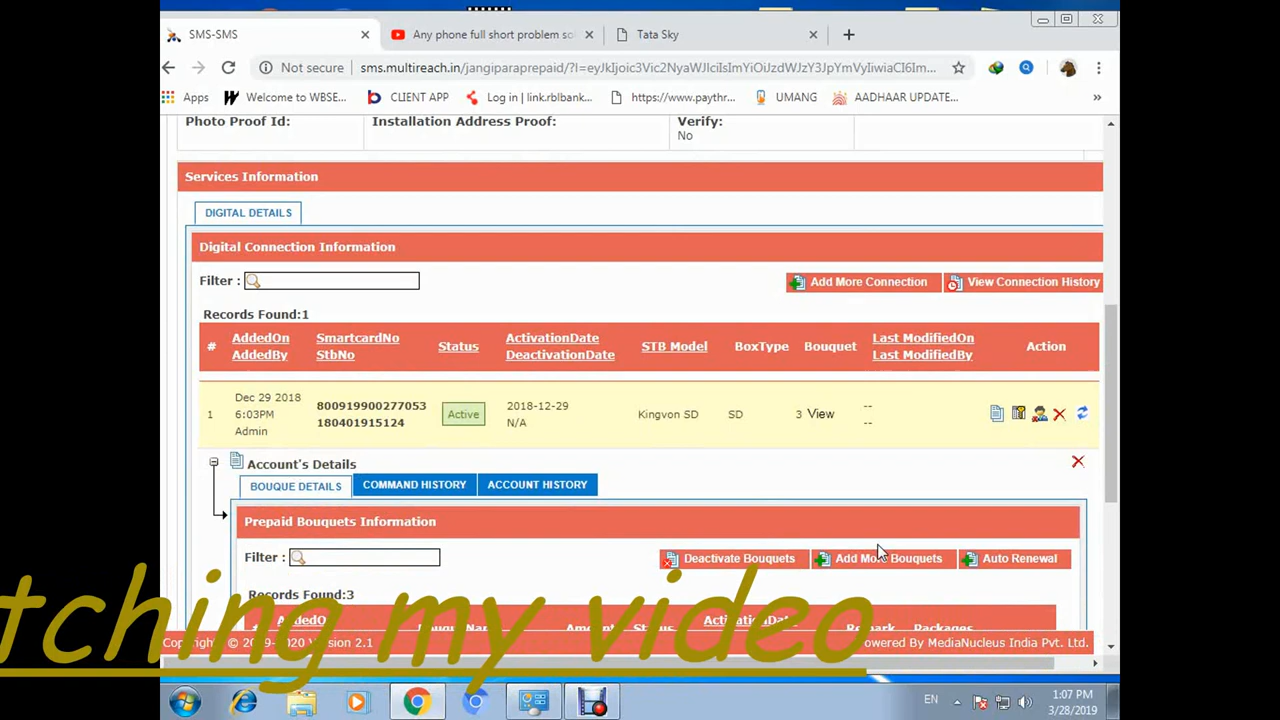 SMS-SMS
Any phone full short problem so
Tata Sky
Not secure
sms.multireach.in/jangiparaprepaid/?l=eyJkIjoic3Vic2NyaWJlciIsImYiOiJzdWJzY3JpYmVyIiwiaCI6Im...
Apps
Welcome to WBSE...
CLIENT APP
Log in | link.rblbank...
https://www.paythr...
UMANG
AADHAAR UPDATE...
»
Photo Proof Id:
Installation Address Proof:
Verify:
No
Services Information
DIGITAL DETAILS
Digital Connection Information
Filter :
Add More Connection
View Connection History
Records Found:1
# AddedOn SmartcardNo Status ActivationDate STB Model BoxType Bouquet Last ModifiedOn Action
AddedBy StbNo DeactivationDate Last ModifiedBy
1 Dec 29 2018 6:03PM Admin
800919900277053
180401915124
Active
2018-12-29
N/A
Kingvon SD
SD
3 View
--
--
Account's Details
BOUQUE DETAILS
COMMAND HISTORY
ACCOUNT HISTORY
Prepaid Bouquets Information
Filter :
Deactivate Bouquets
Add More Bouquets
Auto Renewal
Records Found:3
tching my video
Copyright © 2019-2020 Version 2.1
Powered By MediaNucleus India Pvt. Ltd.
EN
1:07 PM
3/28/2019